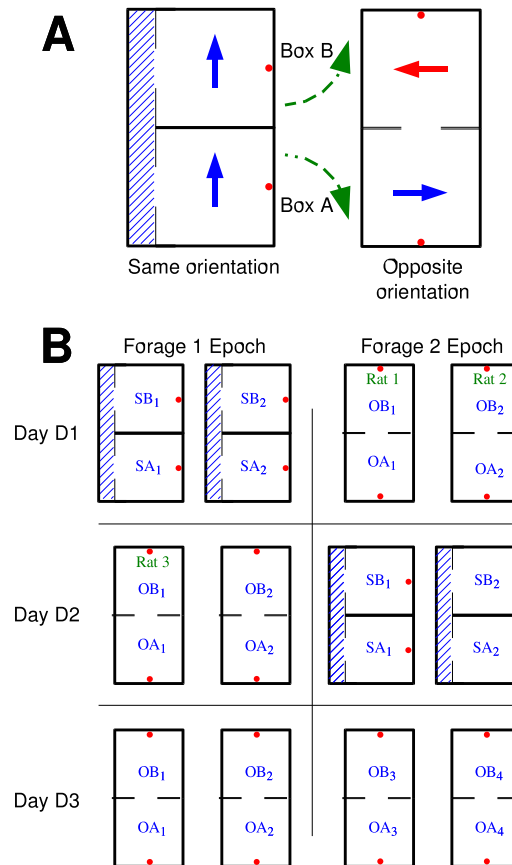 A
Box B
Box A
Same orientation
Opposite
orientation
B
Forage 1 Epoch
Forage 2 Epoch
Day D1
SB1
SA1
SB2
SA2
Rat 1
OB1
OA1
Rat 2
OB2
OA2
Day D2
Rat 3
OB1
OA1
OB2
OA2
SB1
SA1
SB2
SA2
Day D3
OB1
OA1
OB2
OA2
OB3
OA3
OB4
OA4